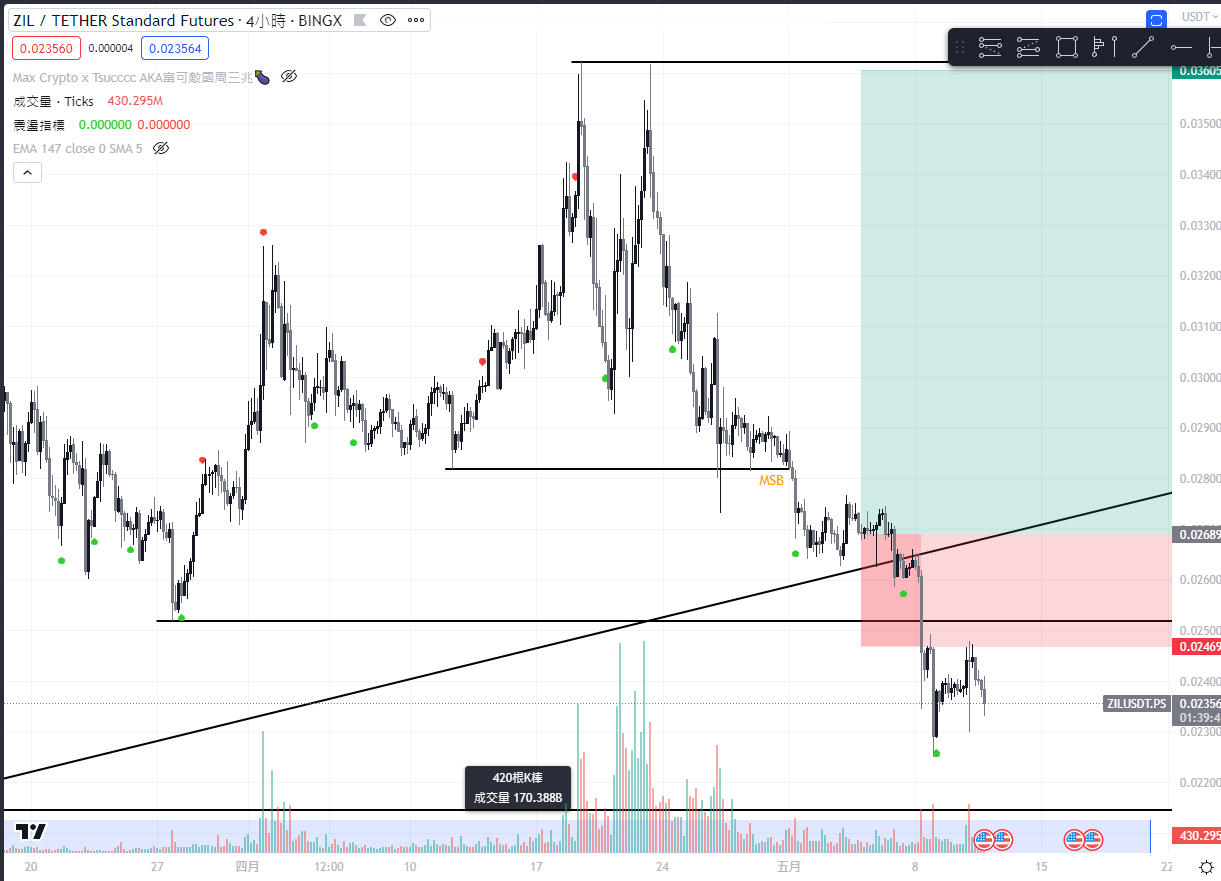 ZIL / TETHER Standard Futures · 4小時 · BINGX
USDT
0.023560 0.000004 0.023564
Max Crypto x Tsucccc AKA富可敵國周三兆
成交量 · Ticks 430.295M
震盪指標 0.000000 0.000000
EMA 147 close 0 SMA 5
0.03605
0.03500
0.03400
0.03300
0.03200
0.03100
0.03000
0.02900
0.02800
MSB
0.02689
0.02600
0.02500
0.02469
0.02400
ZILUSDT.PS 0.02356
01:39:4
0.02300
0.02200
420根K棒
成交量 170.388B
430.295
20 27 四月 12:00 10 17 24 五月 8 15 22